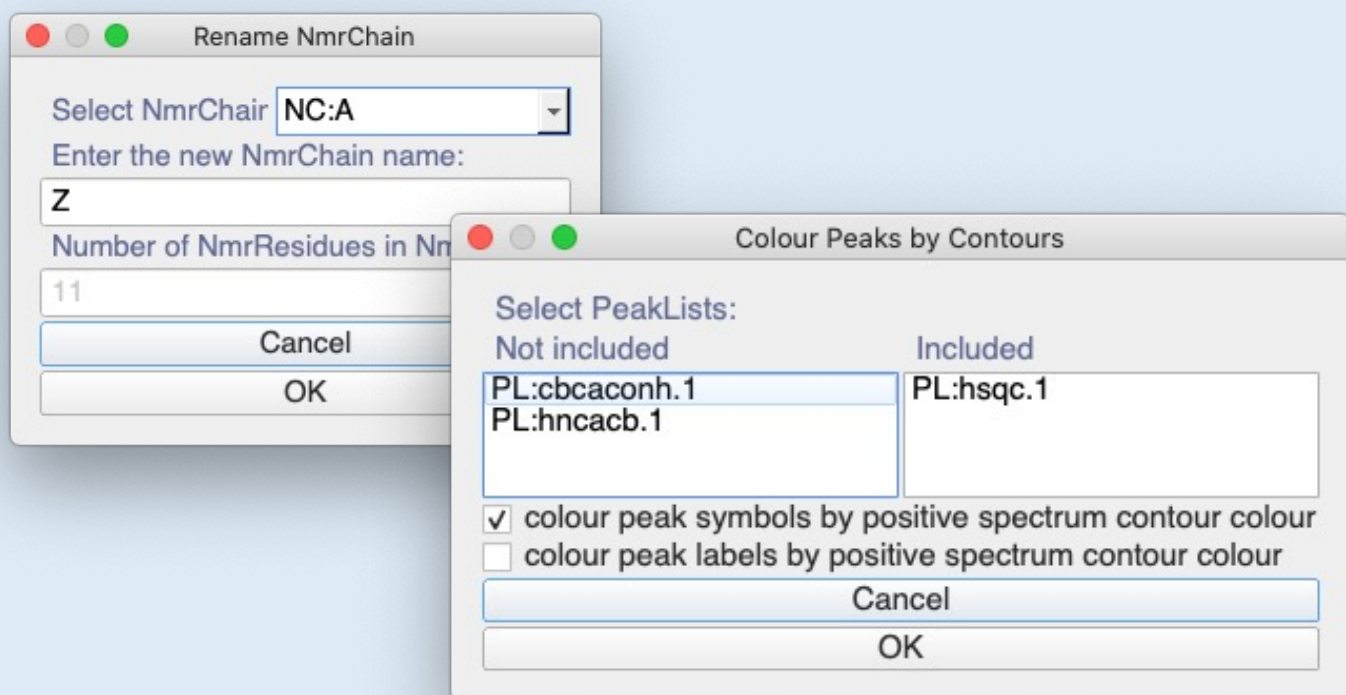 Rename NmrChain
Select NmrChair NC:A
Enter the new NmrChain name:
Z
Number of NmrResidues in
11
Cancel
OK
Colour Peaks by Contours
Select PeakLists:
Not included Included
PL:cbcaconh.1 PL:hsqc.1
PL:hncacb.1
colour peak symbols by positive spectrum contour colour
colour peak labels by positive spectrum contour colour
Cancel
OK